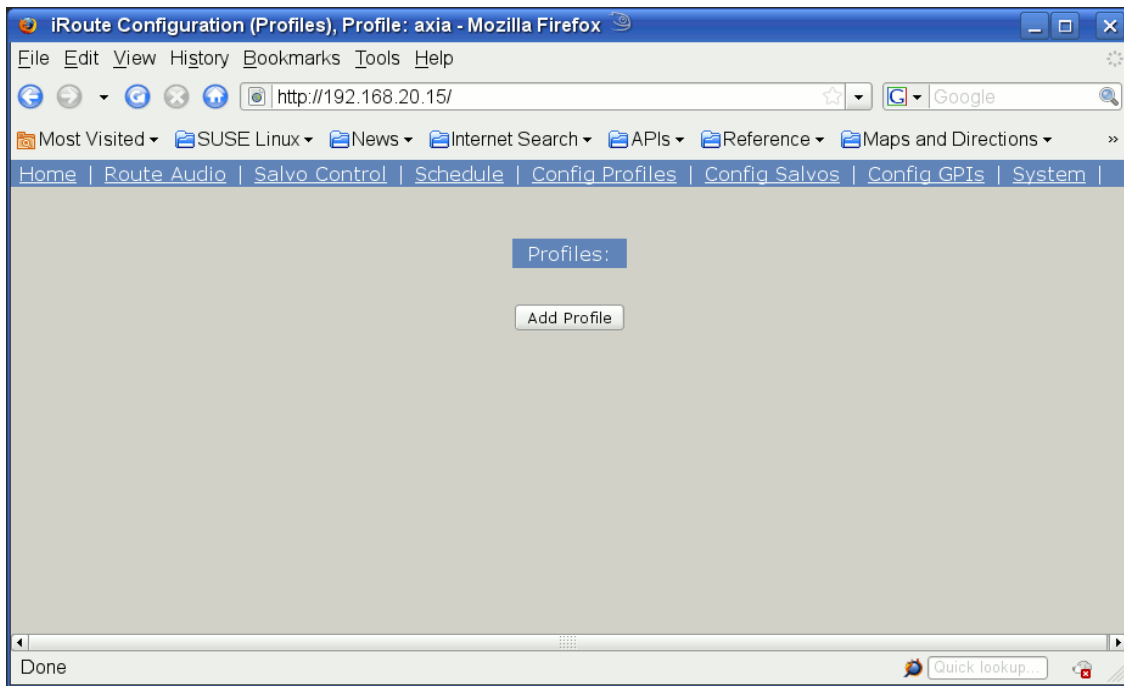 iRoute Configuration (Profiles), Profile: axia - Mozilla Firefox
File Edit View History Bookmarks Tools Help
http://192.168.20.15/ G Google
Most Visited SUSE Linux News Internet Search APIs Reference Maps and Directions »
Home | Route Audio | Salvo Control | Schedule | Config Profiles | Config Salvos | Config GPIs | System |
Profiles:
Add Profile
Done Quick lookup...